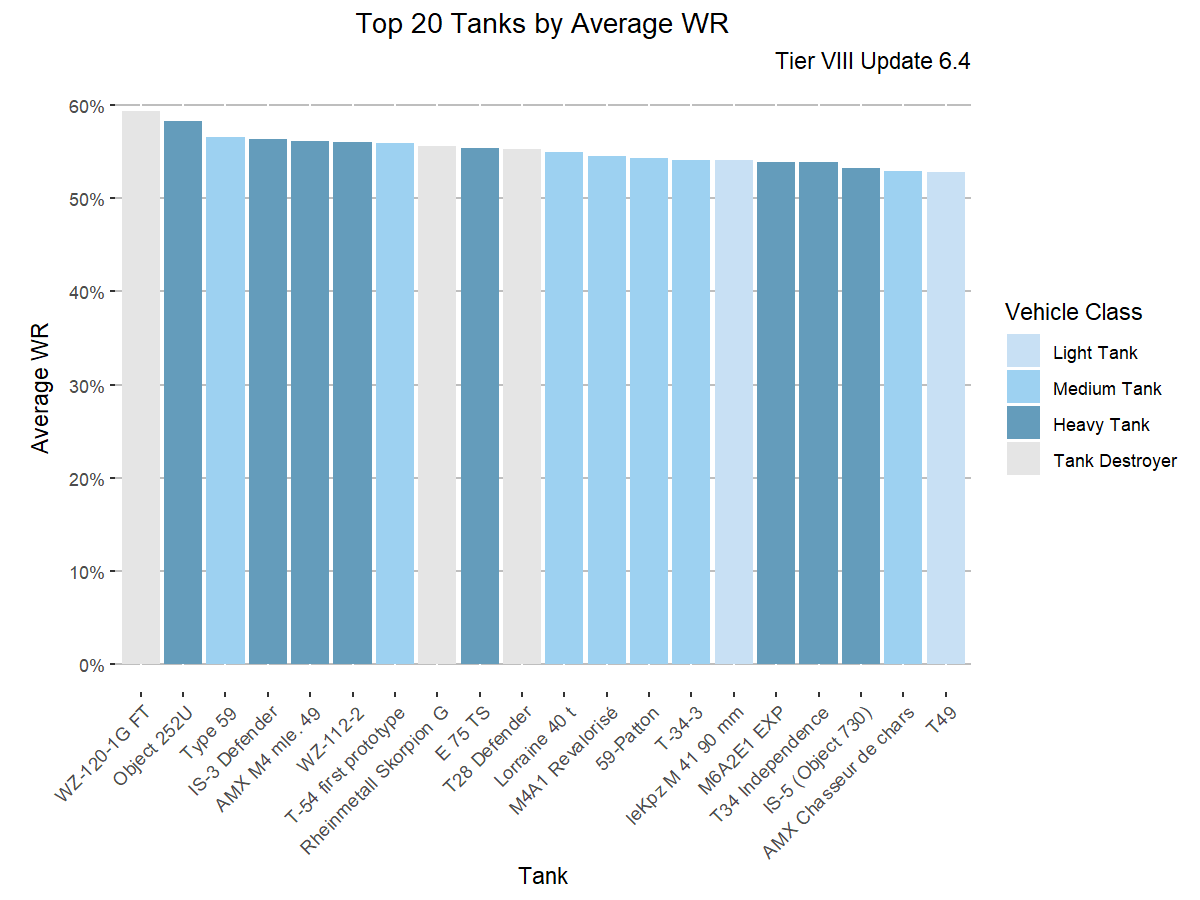 Top 20 Tanks by Average WR
Tier VIII Update 6.4
60%
50%
40%
30%
20%
10%
0%
Average WR
WZ-120-1G FT
Object 252U
Type 59
IS-3 Defender
AMX M4 mle. 49
WZ-112-2
T-54 first prototype
Rheinmetall Skorpion G
E 75 TS
T28 Defender
Lorraine 40 t
M4A1 Revalorisé
59-Patton
T-34-3
leKpz M 41 90 mm
M6A2E1 EXP
T34 Independence
IS-5 (Object 730)
AMX Chasseur de chars
T49
Tank
Vehicle Class
Light Tank
Medium Tank
Heavy Tank
Tank Destroyer